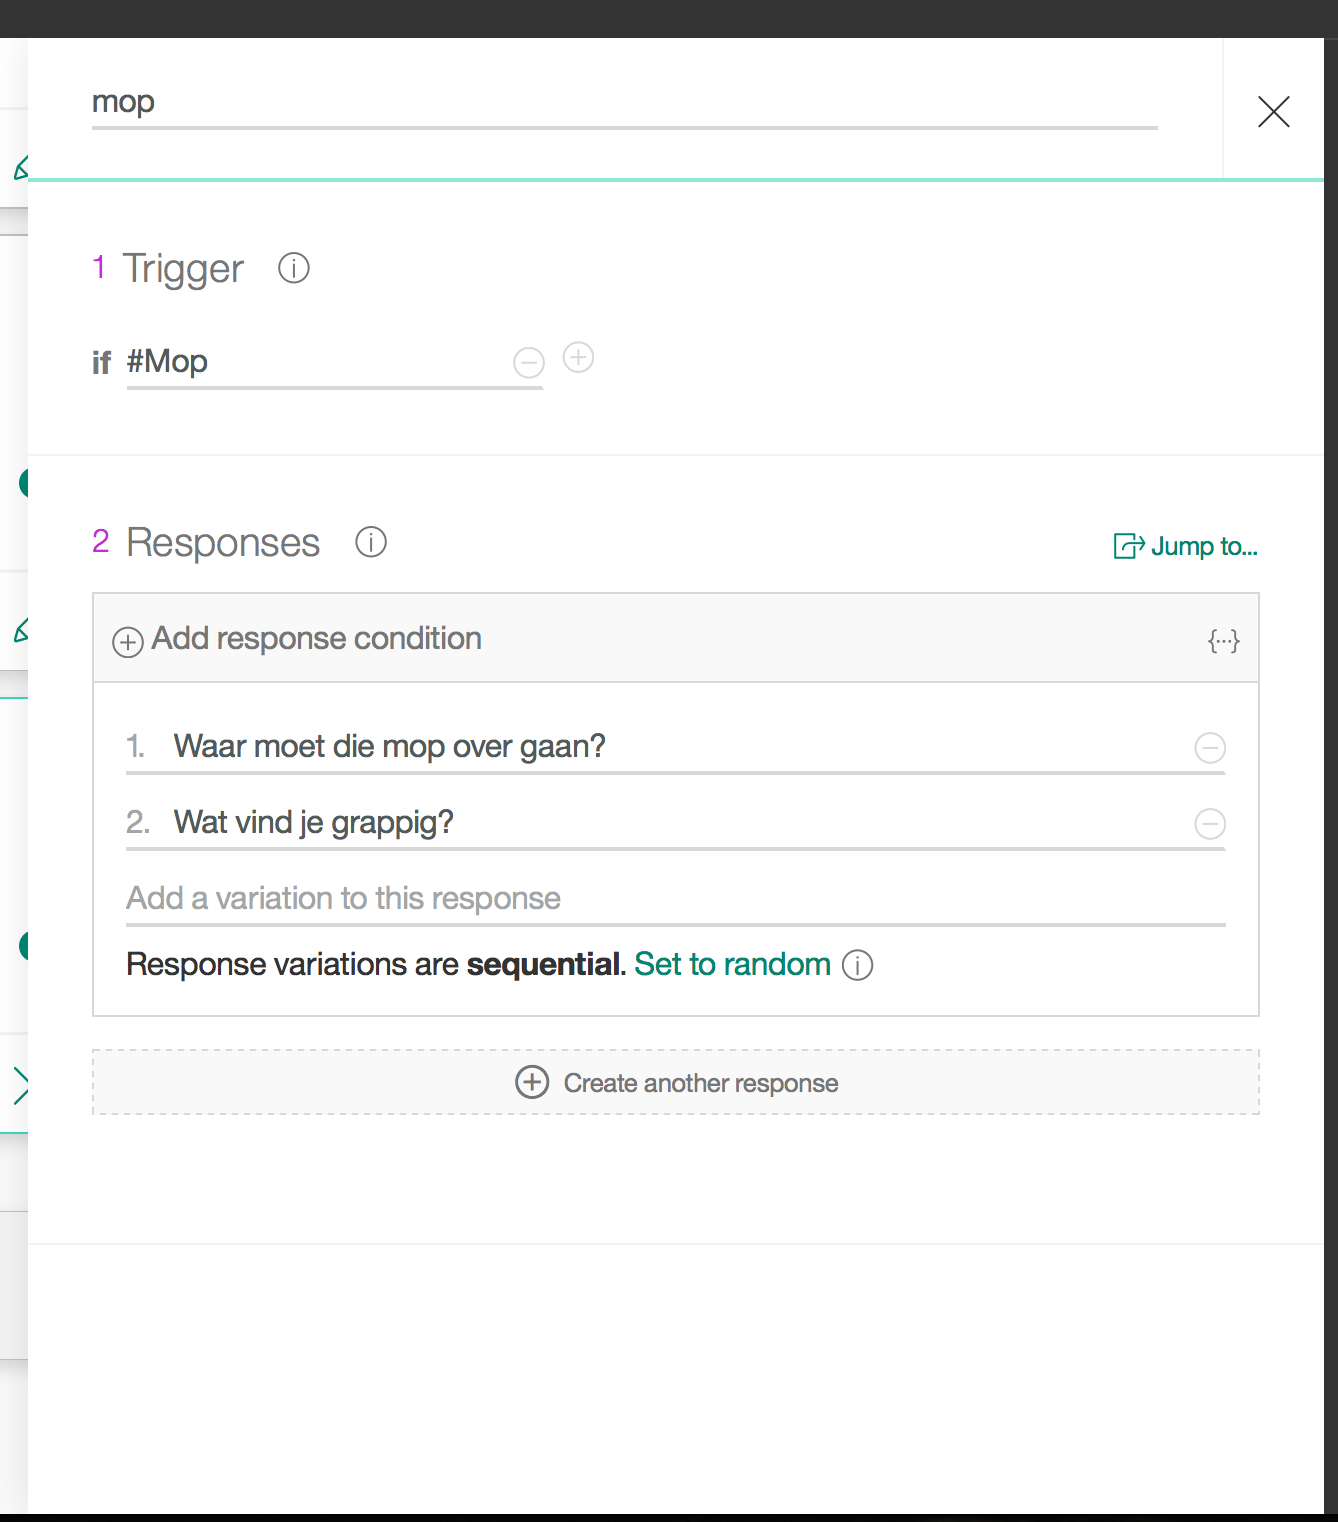 mop
1 Trigger
if #Mop
2 Responses
Jump to...
Add response condition
{...}
1. Waar moet die mop over gaan?
2. Wat vind je grappig?
Add a variation to this response
Response variations are sequential. Set to random
Create another response